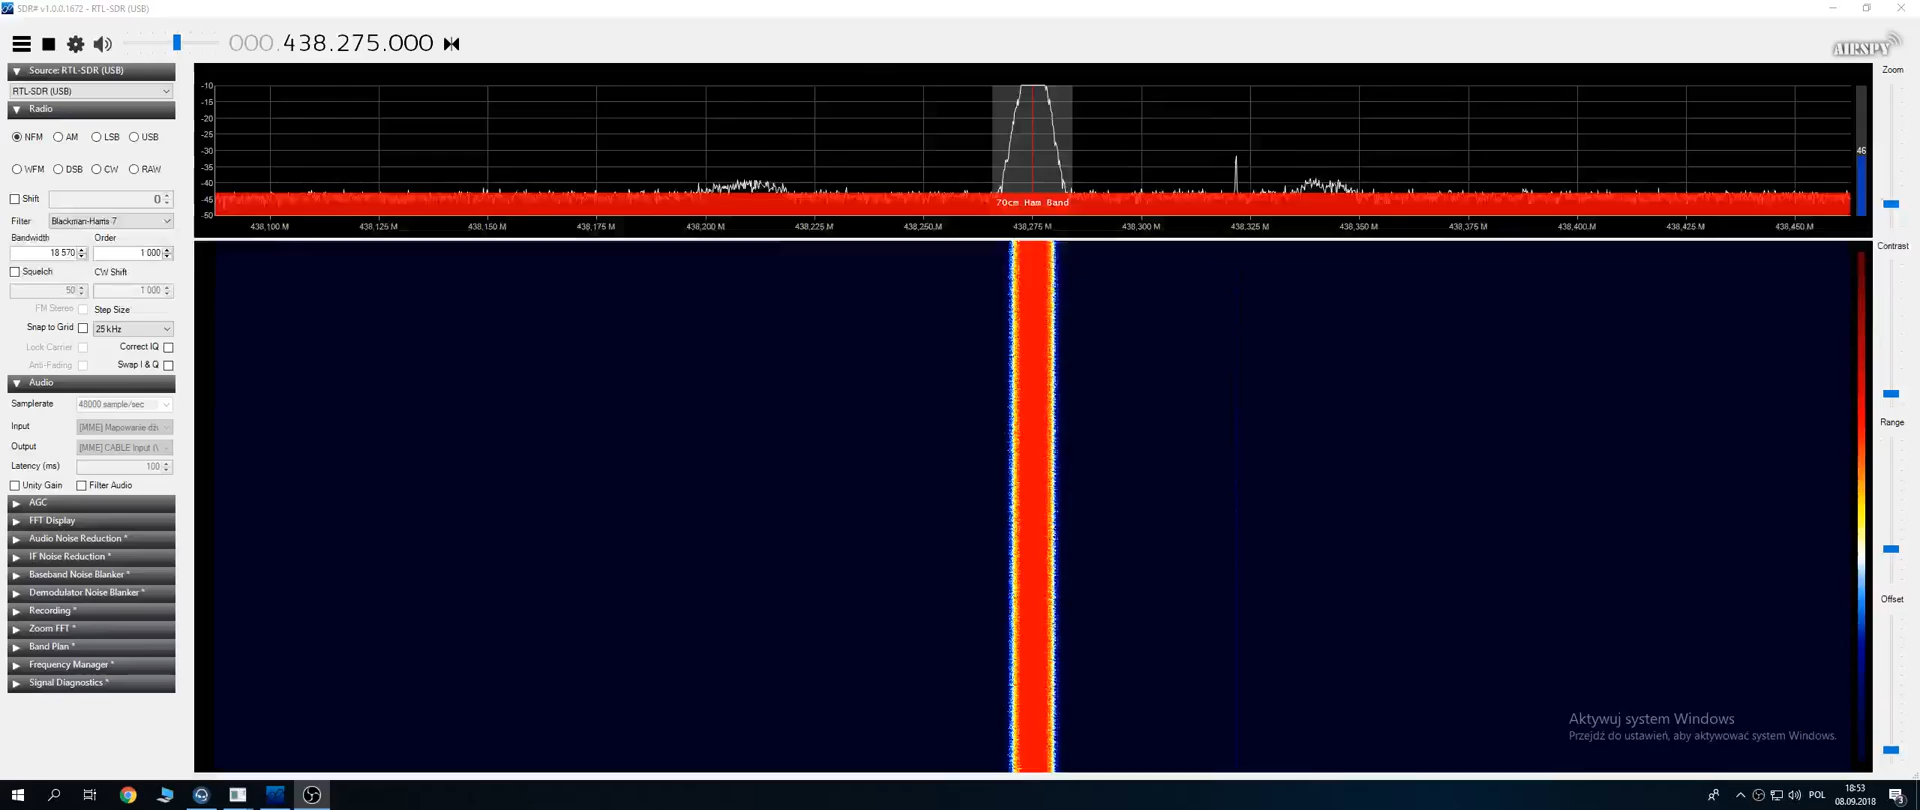 SDR# v1.0.0.1672 - RTL-SDR (USB)
000.438.275.000
AIRSPY
Source: RTL-SDR (USB)
RTL-SDR (USB)
Radio
NFM AM LSB USB
WFM DSB CW RAW
Shift 0
Filter Blackman-Harris 7
Bandwidth Order
18 570 1 000
Squelch CW Shift
50 1 000
FM Stereo Step Size
Snap to Grid 25 kHz
Lock Carrier Correct IQ
Anti-Fading Swap I & Q
Audio
Samplerate 48000 sample/sec
Input [MME] Mapowanie dź
Output [MME] CABLE Input (V
Latency (ms) 100
Unity Gain Filter Audio
AGC
FFT Display
Audio Noise Reduction *
IF Noise Reduction *
Baseband Noise Blanker *
Demodulator Noise Blanker *
Recording *
Zoom FFT *
Band Plan *
Frequency Manager *
Signal Diagnostics *
-10
-15
-20
-25
-30
-35
-40
-45
-50
46
70cm Ham Band
438,100 M 438,125 M 438,150 M 438,175 M 438,200 M 438,225 M 438,250 M 438,275 M 438,300 M 438,325 M 438,350 M 438,375 M 438,400 M 438,425 M 438,450 M
Zoom
Contrast
Range
Offset
Aktywuj system Windows
Przejdź do ustawień, aby aktywować system Windows.
POL
18:53
08.09.2018
3